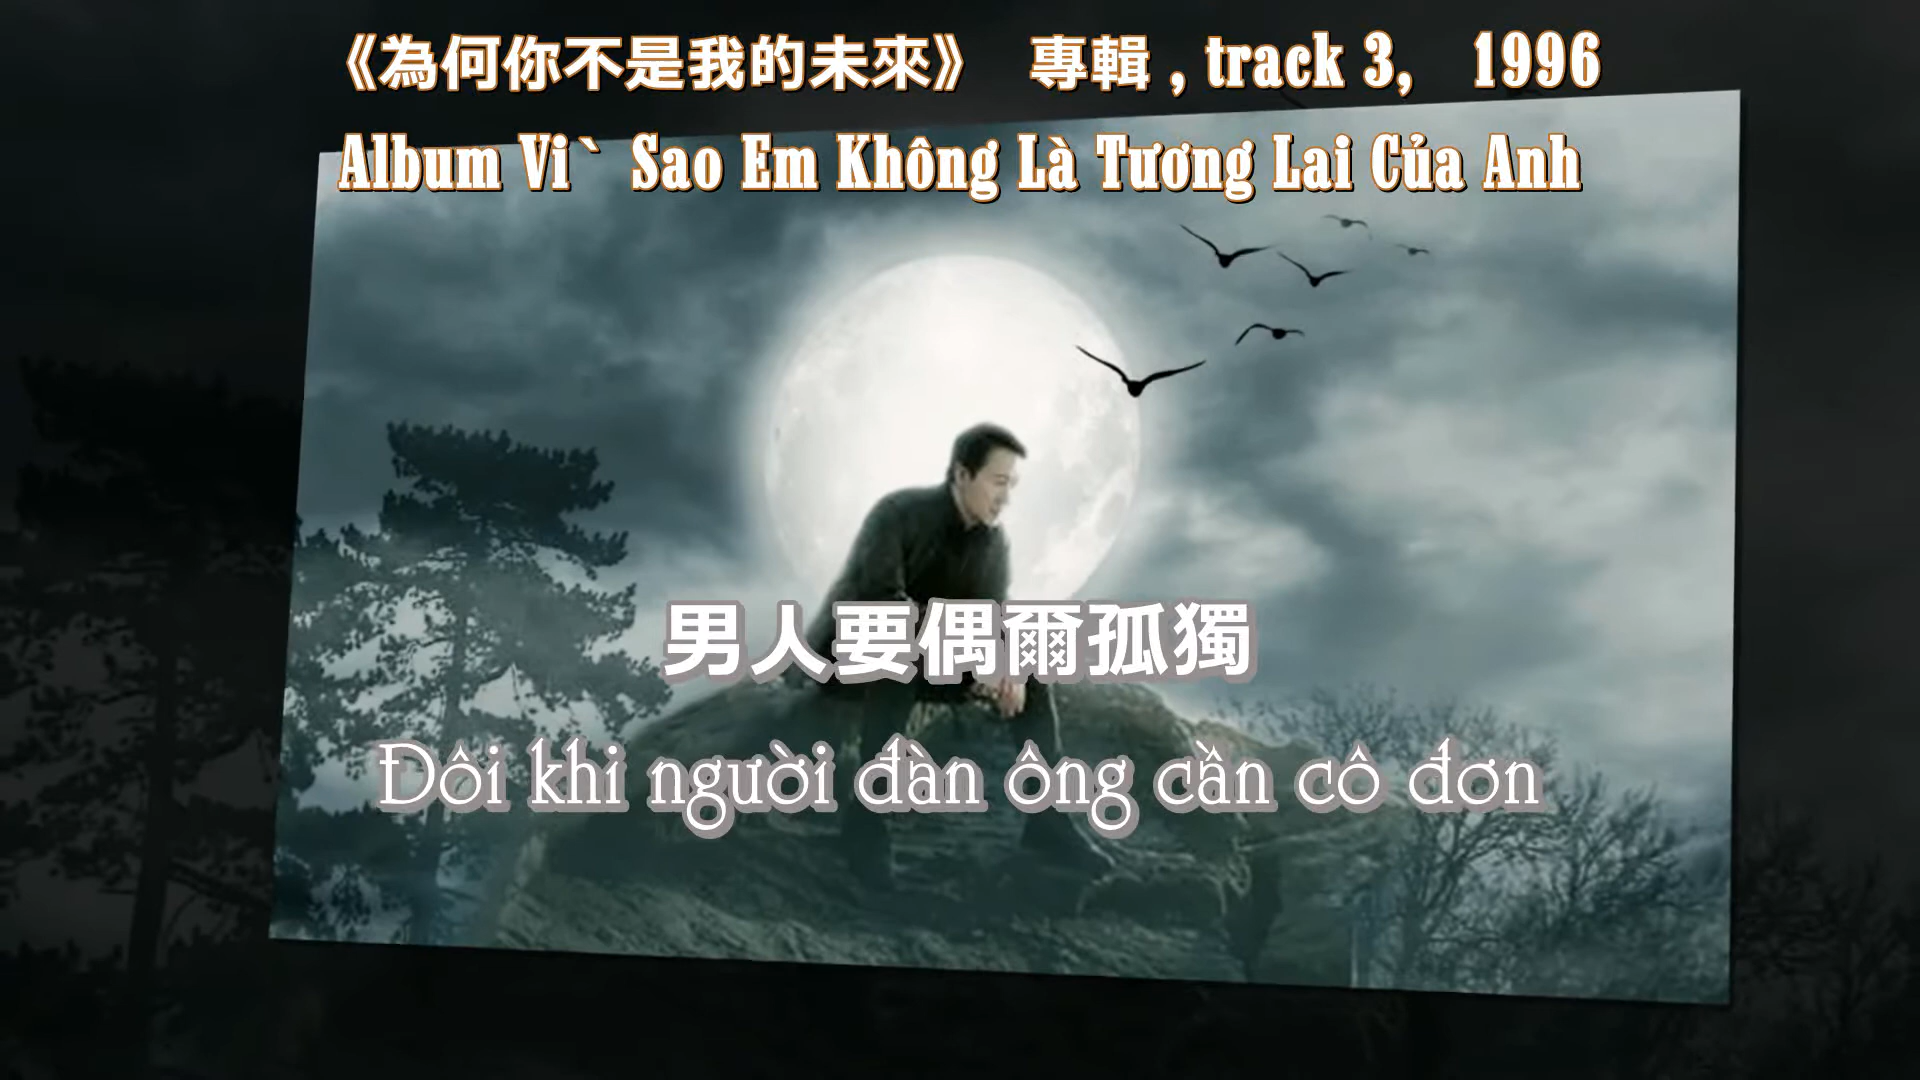 《為何你不是我的未來》 專輯 , track 3, 1996
Album Vi` Sao Em Không Là Tương Lai Của Anh
男人要偶爾孤獨
Đôi khi người đàn ông cần cô đơn